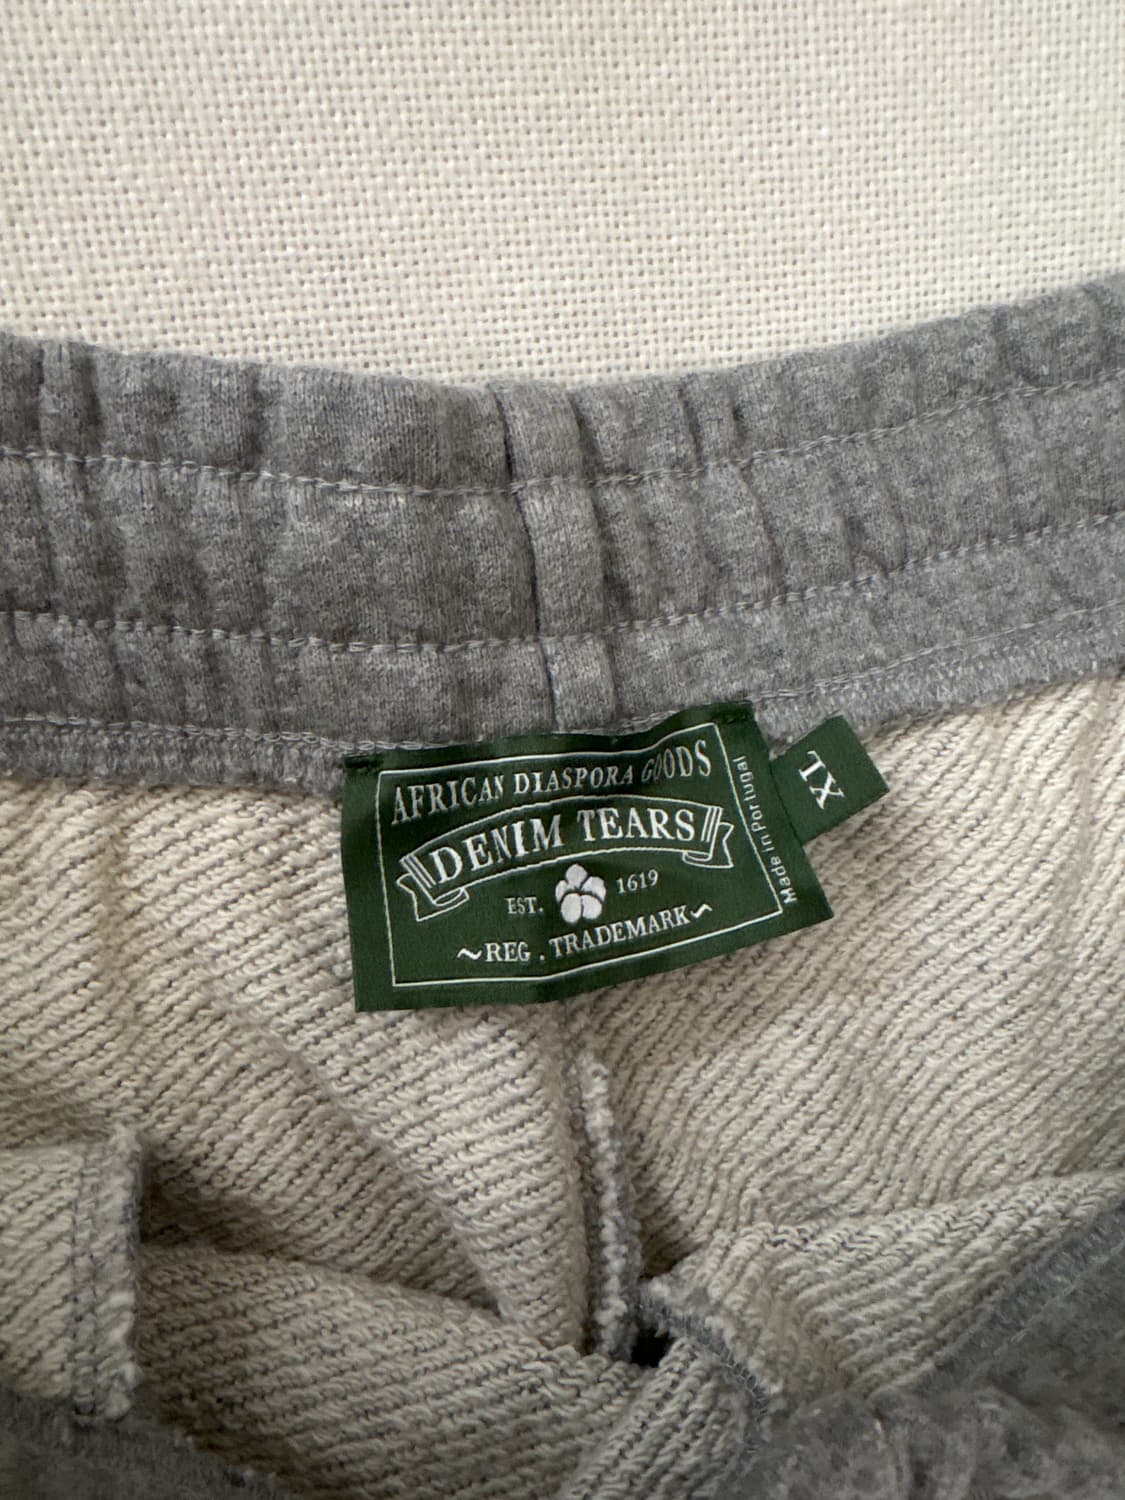 AFRICAN DIASPORA GOODS
DENIM TEARS
EST. 1619
~REG. TRADEMARK~
Made in Portugal
XL